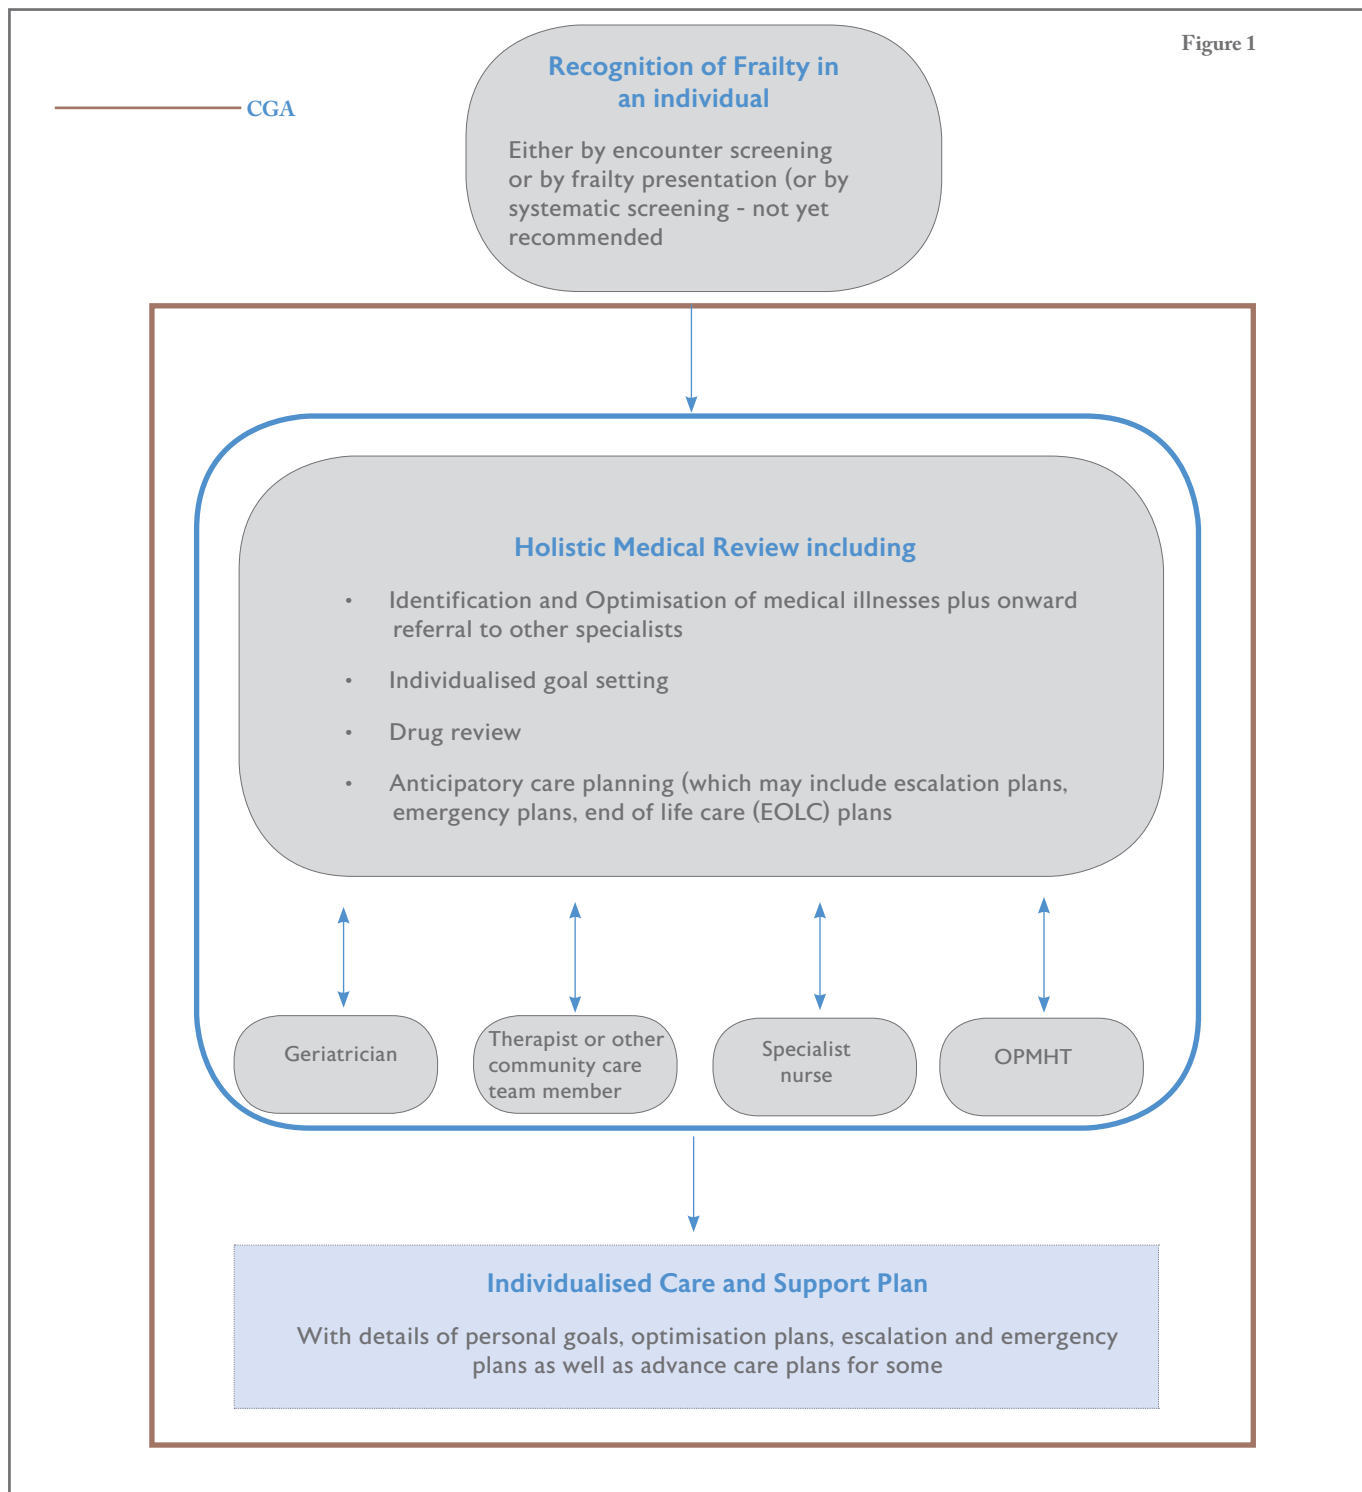 Figure 1
CGA
Recognition of Frailty in
an individual
Either by encounter screening
or by frailty presentation (or by
systematic screening - not yet
recommended
Holistic Medical Review including
• Identification and Optimisation of medical illnesses plus onward
referral to other specialists
• Individualised goal setting
• Drug review
• Anticipatory care planning (which may include escalation plans,
emergency plans, end of life care (EOLC) plans
Geriatrician
Therapist or other
community care
team member
Specialist
nurse
OPMHT
Individualised Care and Support Plan
With details of personal goals, optimisation plans, escalation and emergency
plans as well as advance care plans for some